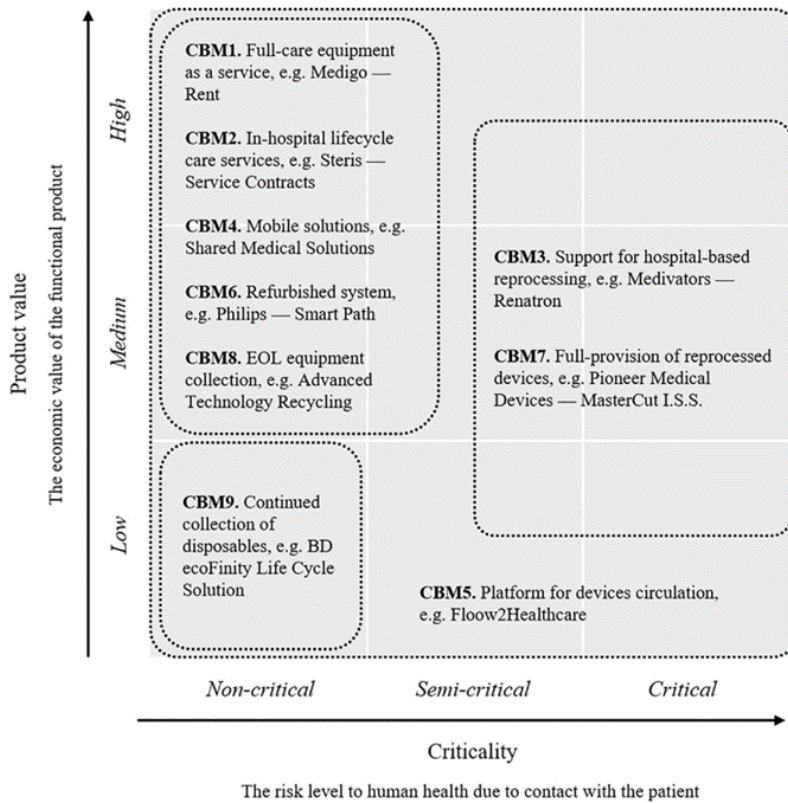 CBM1. Full-care equipment
as a service, e.g. Medigo —
Rent
CBM2. In-hospital lifecycle
care services, e.g. Steris —
Service Contracts
CBM4. Mobile solutions, e.g.
Shared Medical Solutions
CBM6. Refurbished system,
e.g. Philips — Smart Path
CBM8. EOL equipment
collection, e.g. Advanced
Technology Recycling
CBM3. Support for hospital-based
reprocessing, e.g. Medivators —
Renatron
CBM7. Full-provision of reprocessed
devices, e.g. Pioneer Medical
Devices — MasterCut I.S.S.
CBM9. Continued
collection of
disposables, e.g. BD
ecoFinity Life Cycle
Solution
CBM5. Platform for devices circulation,
e.g. Floow2Healthcare
High
Medium
Low
Product value
The economic value of the functional product
Non-critical
Semi-critical
Critical
Criticality
The risk level to human health due to contact with the patient